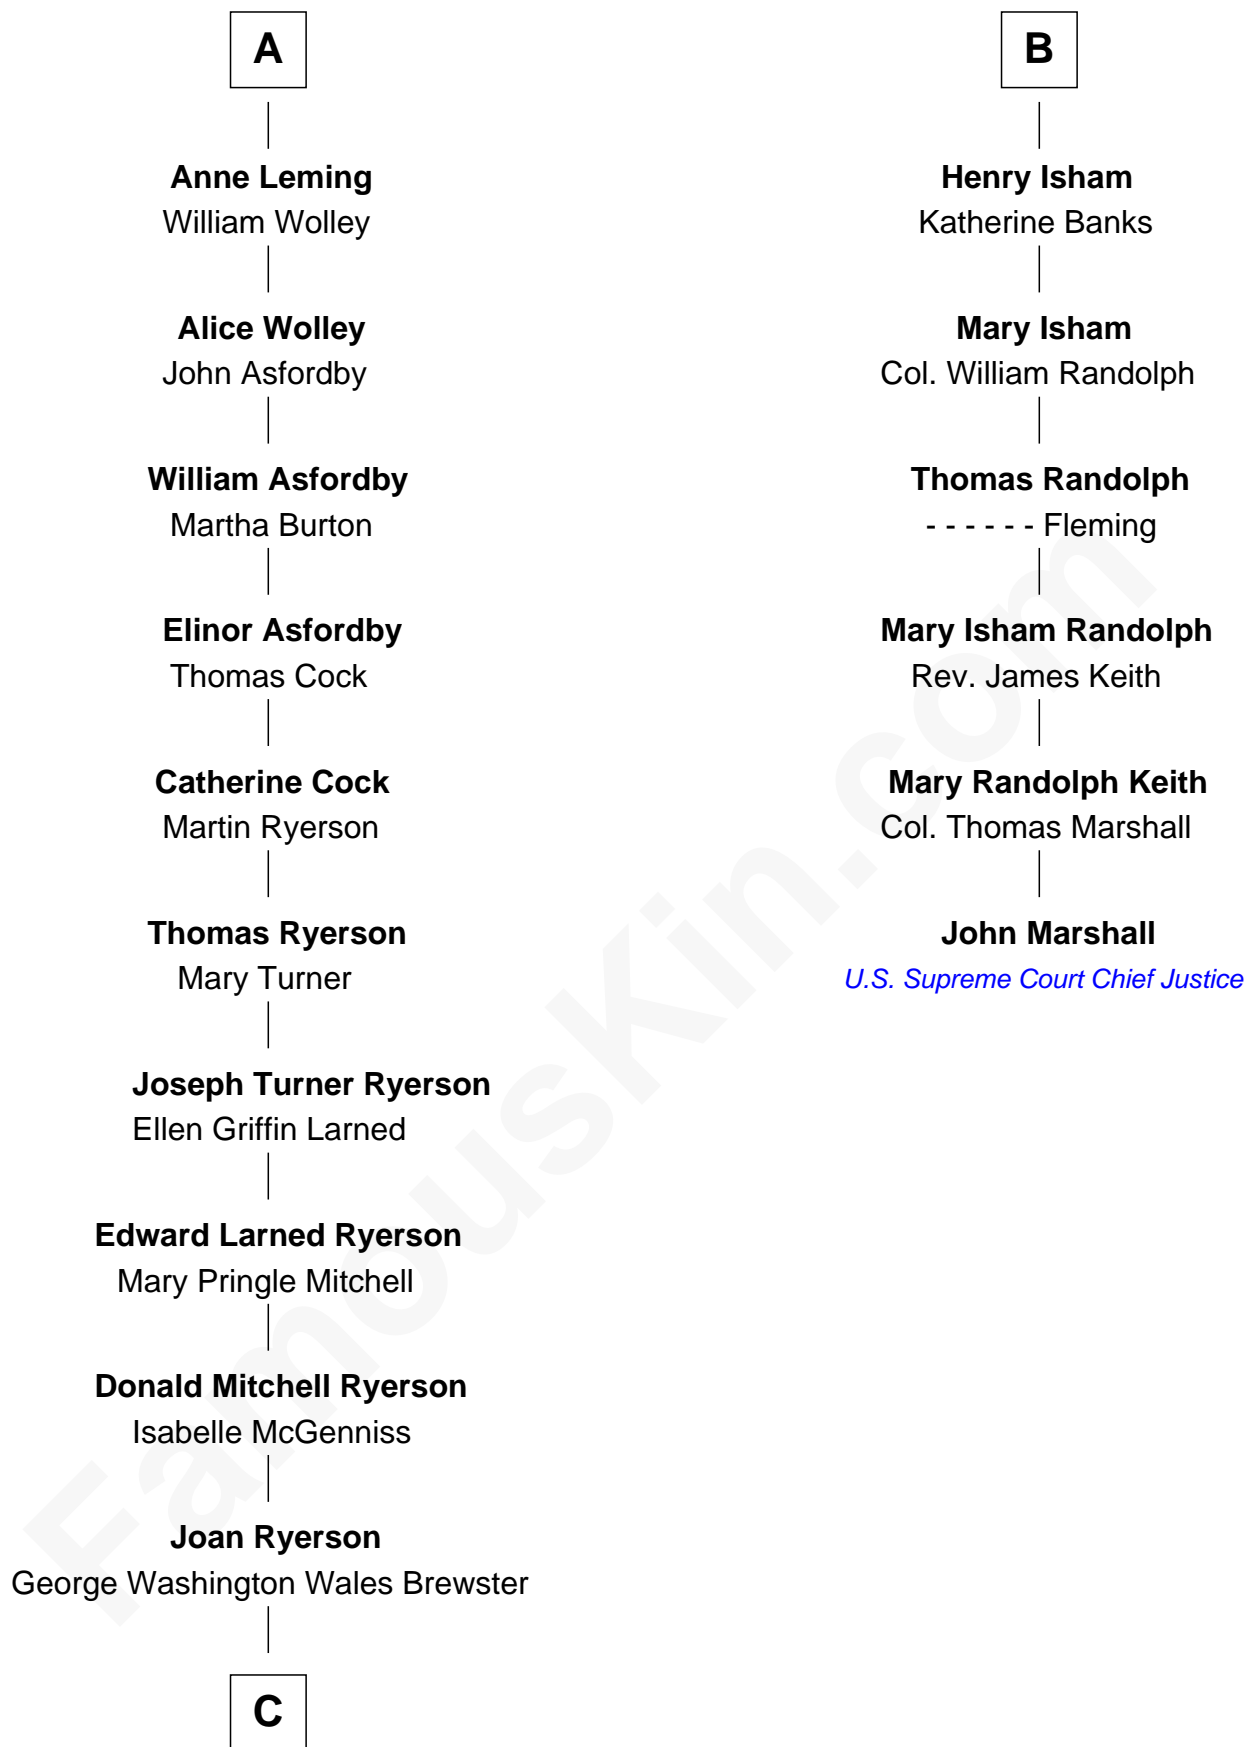 A
Anne Leming
William Wolley
Alice Wolley
John Asfordby
William Asfordby
Martha Burton
Elinor Asfordby
Thomas Cock
Catherine Cock
Martin Ryerson
Thomas Ryerson
Mary Turner
Joseph Turner Ryerson
Ellen Griffin Larned
Edward Larned Ryerson
Mary Pringle Mitchell
Donald Mitchell Ryerson
Isabelle McGenniss
Joan Ryerson
George Washington Wales Brewster
C
B
Henry Isham
Katherine Banks
Mary Isham
Col. William Randolph
Thomas Randolph
- - - - - - Fleming
Mary Isham Randolph
Rev. James Keith
Mary Randolph Keith
Col. Thomas Marshall
John Marshall
U.S. Supreme Court Chief Justice
FamousKin.com